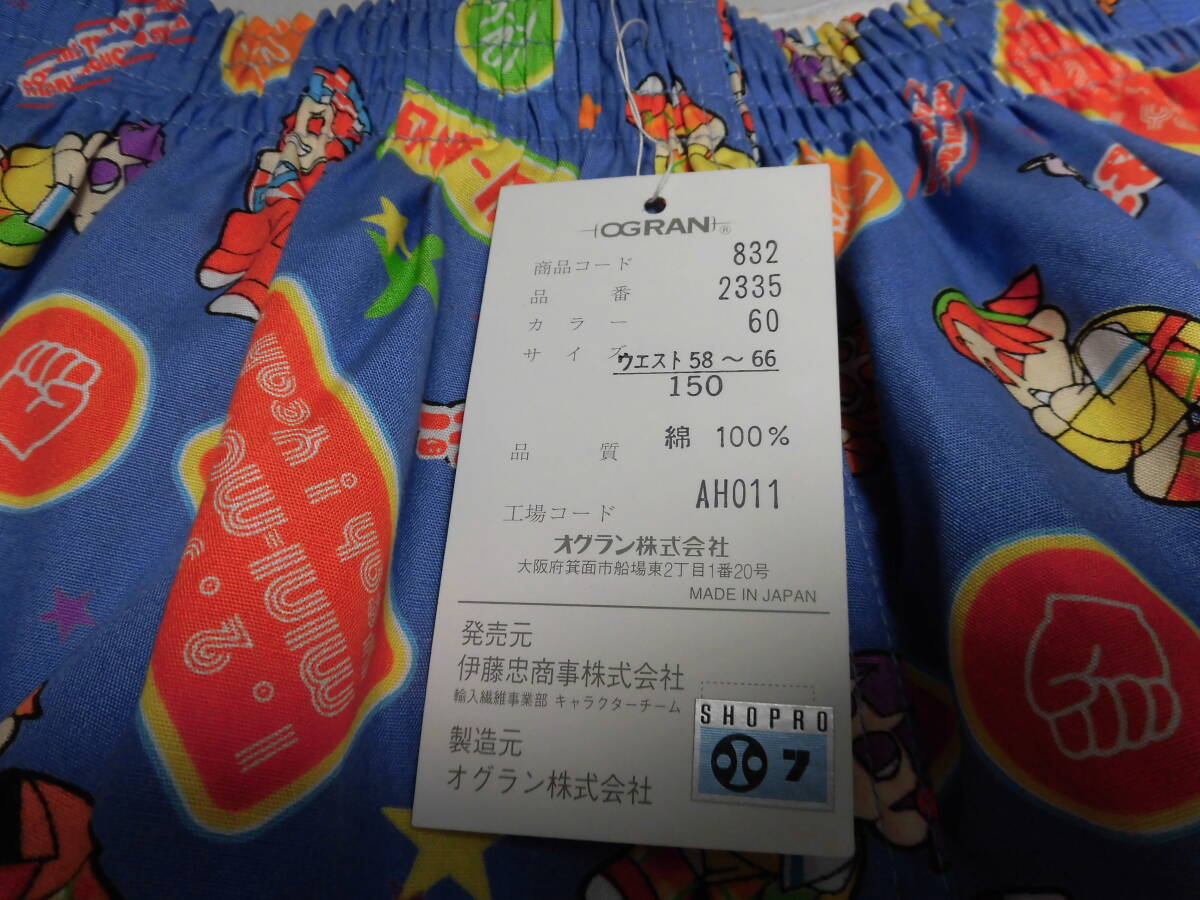 OGRAN®
商品コード 832
品番 2335
カラー 60
サイズ ウエスト 58～66
150
品質 綿 100%
工場コード AH011
オグラン株式会社
大阪府箕面市船場東2丁目1番20号
MADE IN JAPAN
発売元
伊藤忠商事株式会社
輸入繊維事業部 キャラクターチーム
製造元
オグラン株式会社
SHOPRO
フ